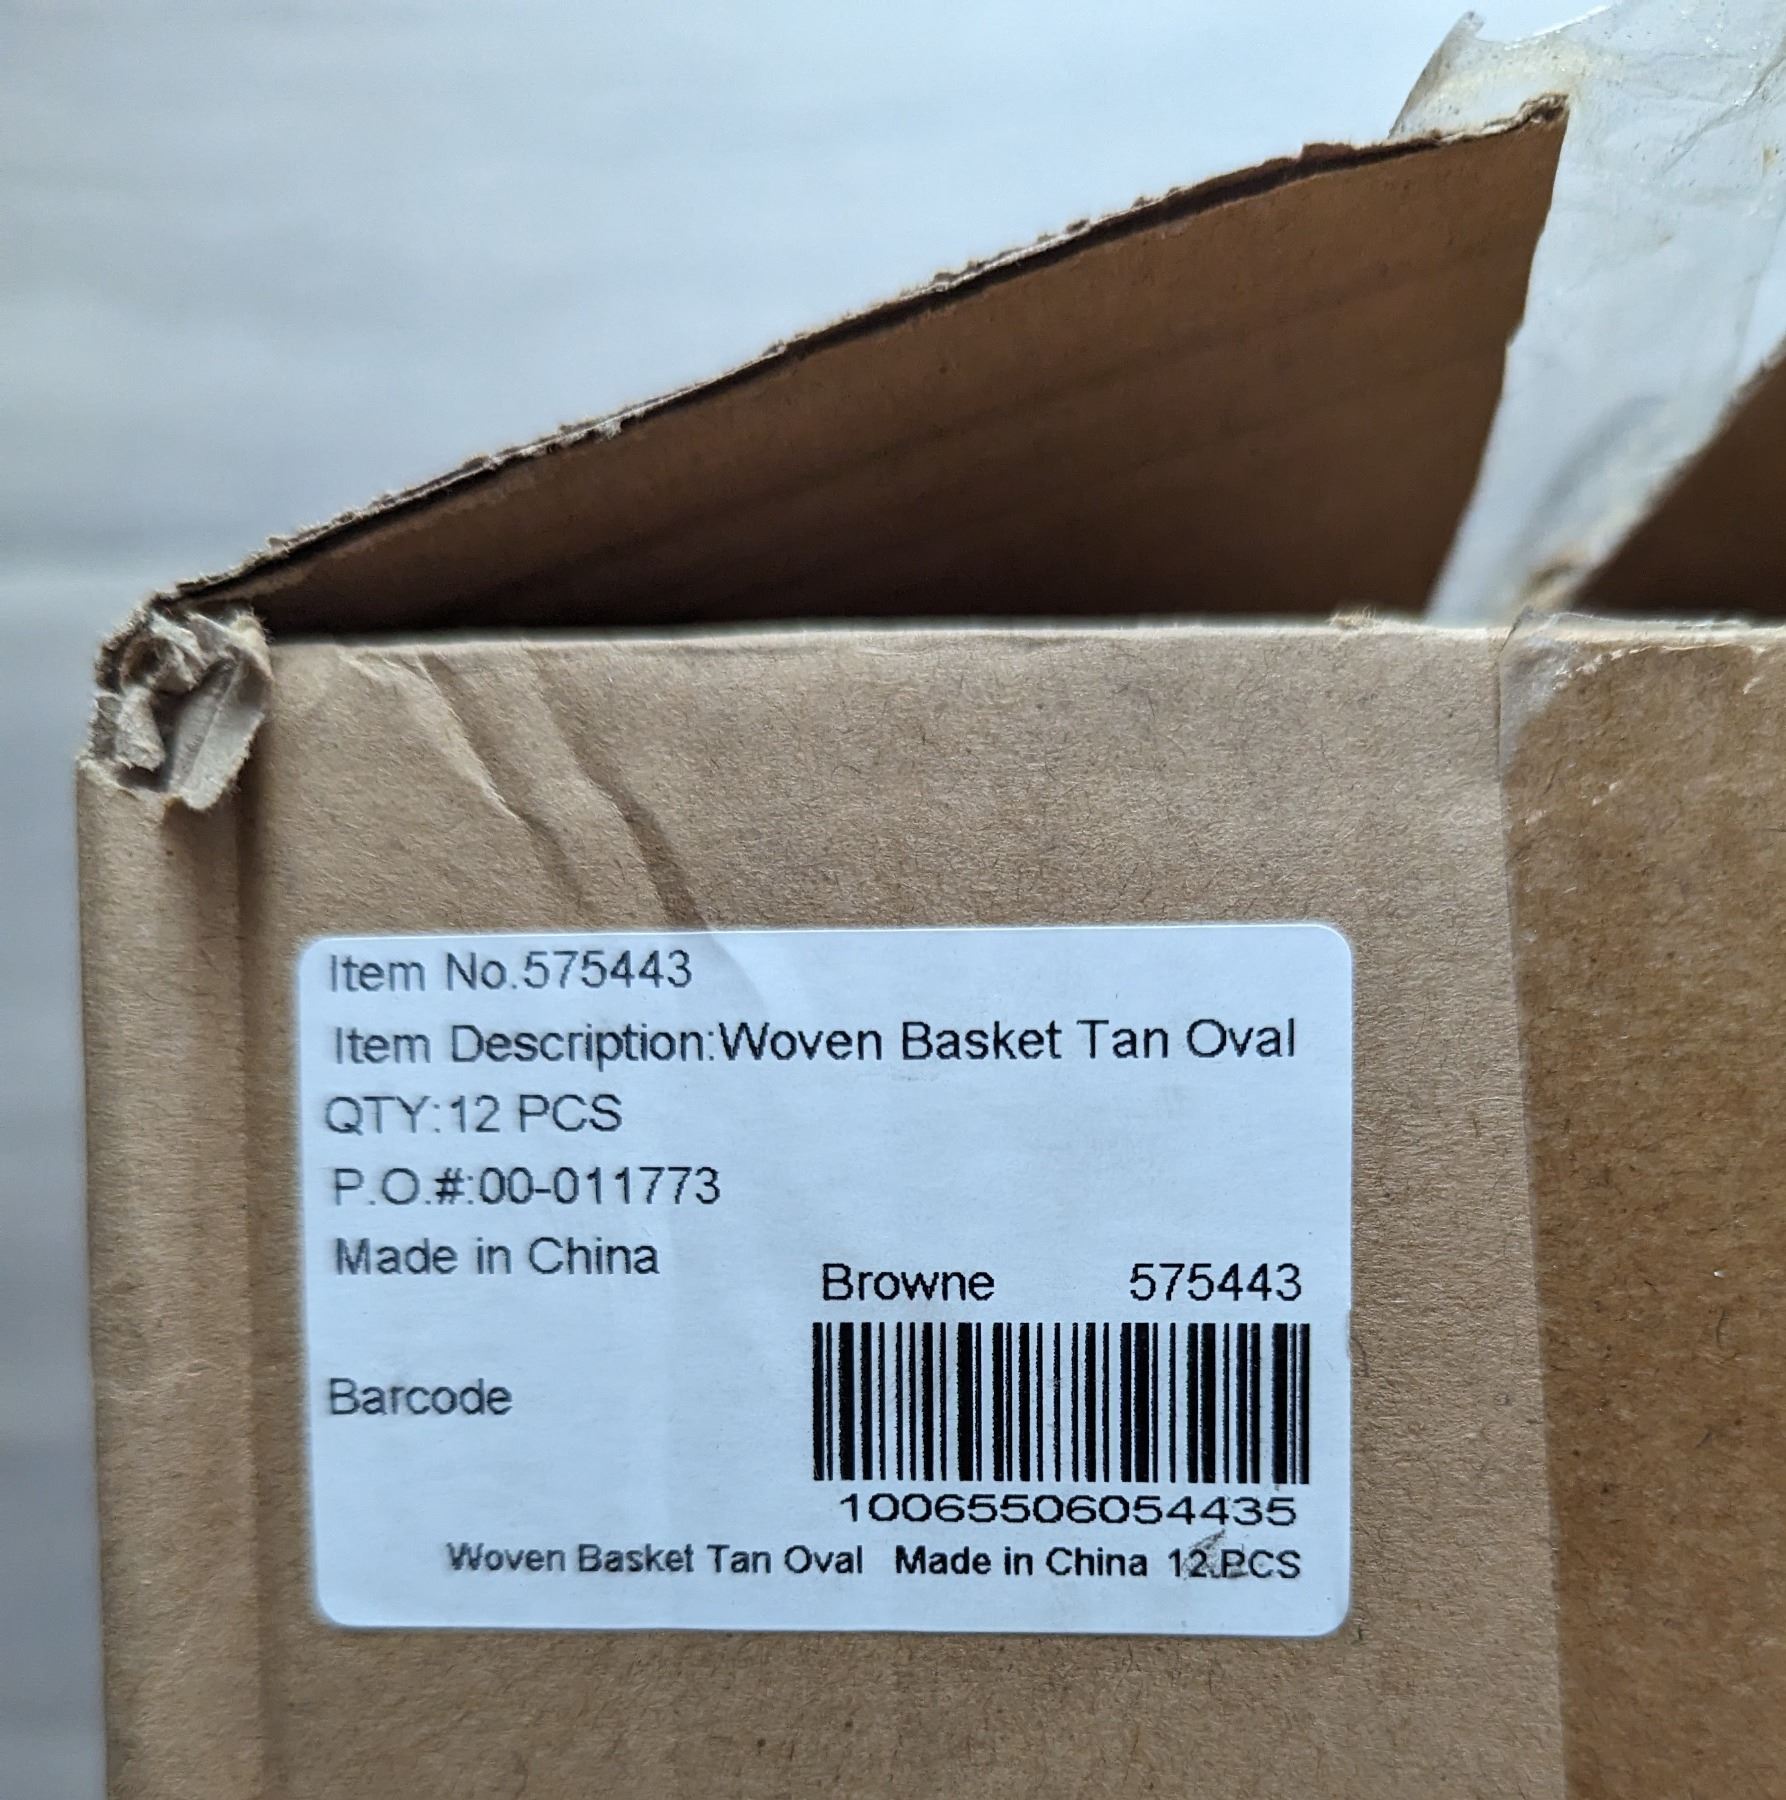 Item No.575443
Item Description:Woven Basket Tan Oval
QTY:12 PCS
P.O.#:00-011773
Made in China
Browne 575443
Barcode
10065506054435
Woven Basket Tan Oval Made in China 12 PCS